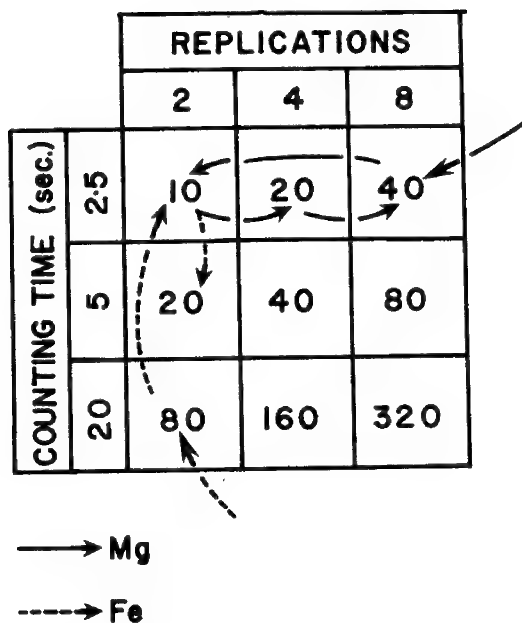 REPLICATIONS
2 4 8
COUNTING TIME (sec.)
2·5 10 20 40
5 20 40 80
20 80 160 320
Mg
Fe